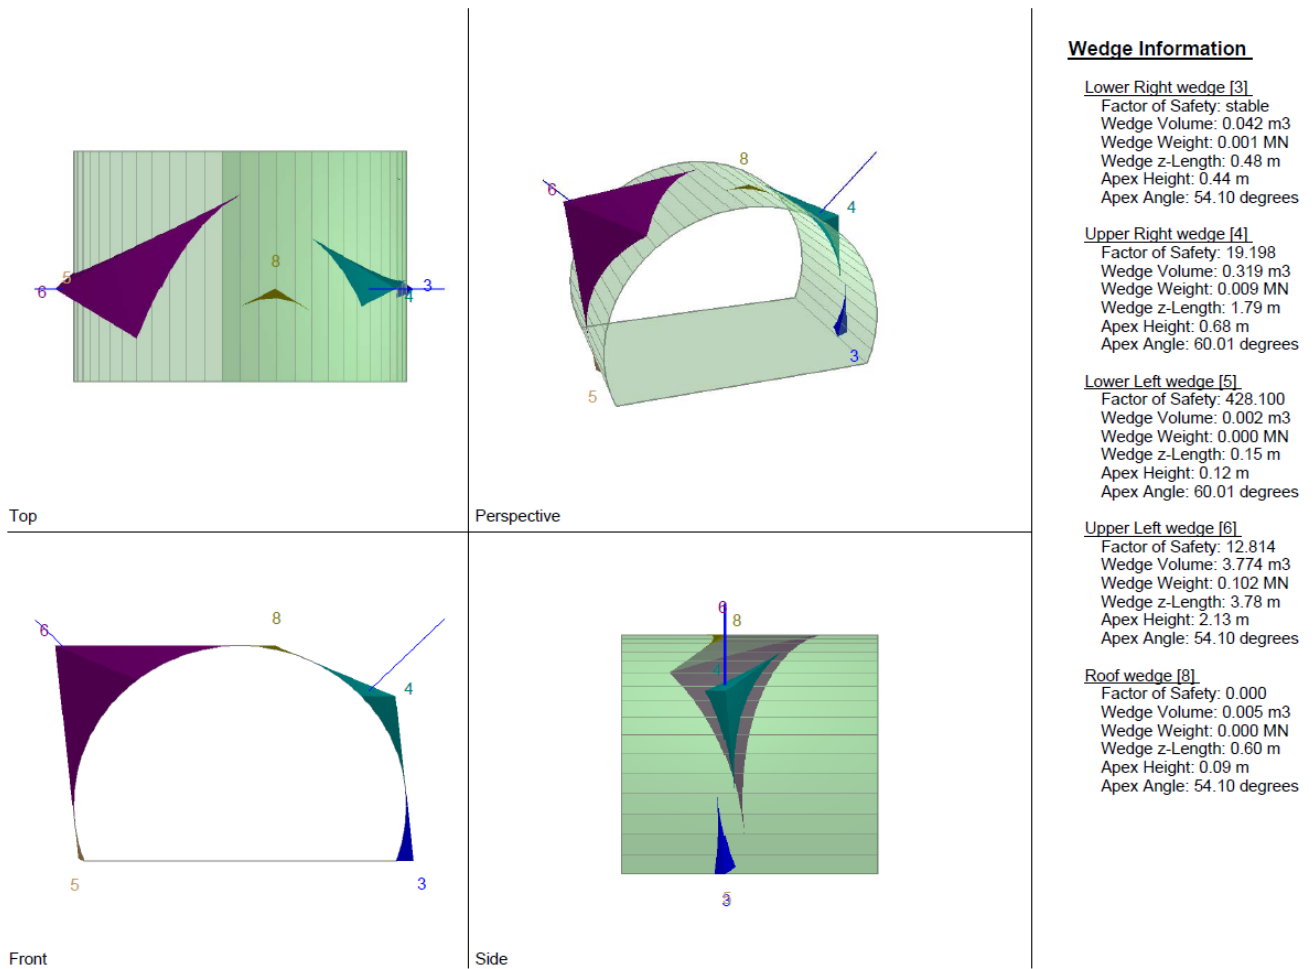 8
5
6
3
4
Top
8
6
4
3
5
Perspective
8
6
4
5
3
Front
6
8
4
5
3
Side
Wedge Information
Lower Right wedge [3]
Factor of Safety: stable
Wedge Volume: 0.042 m3
Wedge Weight: 0.001 MN
Wedge z-Length: 0.48 m
Apex Height: 0.44 m
Apex Angle: 54.10 degrees
Upper Right wedge [4]
Factor of Safety: 19.198
Wedge Volume: 0.319 m3
Wedge Weight: 0.009 MN
Wedge z-Length: 1.79 m
Apex Height: 0.68 m
Apex Angle: 60.01 degrees
Lower Left wedge [5]
Factor of Safety: 428.100
Wedge Volume: 0.002 m3
Wedge Weight: 0.000 MN
Wedge z-Length: 0.15 m
Apex Height: 0.12 m
Apex Angle: 60.01 degrees
Upper Left wedge [6]
Factor of Safety: 12.814
Wedge Volume: 3.774 m3
Wedge Weight: 0.102 MN
Wedge z-Length: 3.78 m
Apex Height: 2.13 m
Apex Angle: 54.10 degrees
Roof wedge [8]
Factor of Safety: 0.000
Wedge Volume: 0.005 m3
Wedge Weight: 0.000 MN
Wedge z-Length: 0.60 m
Apex Height: 0.09 m
Apex Angle: 54.10 degrees